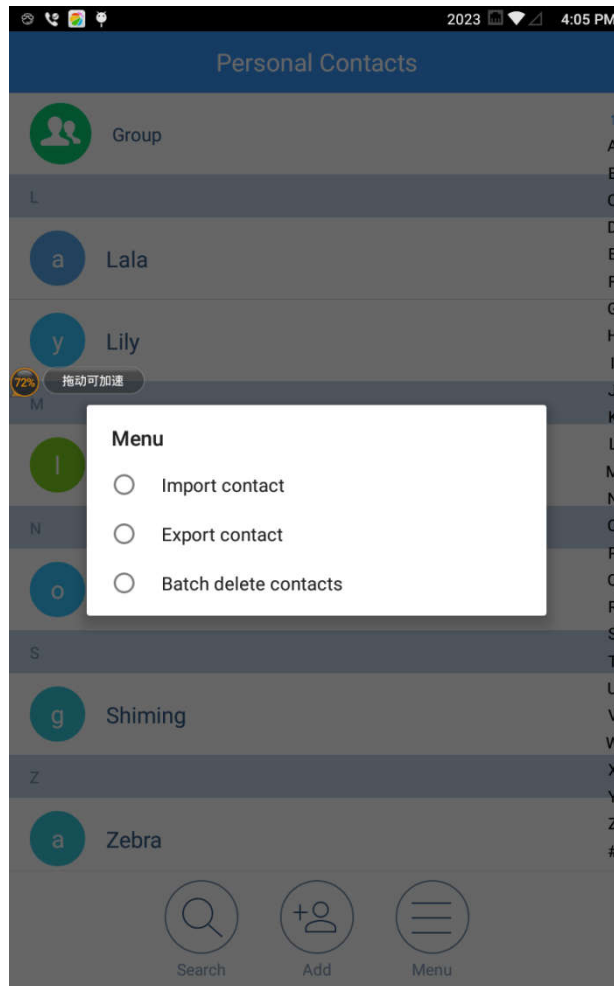 2023 4:05 PM
Personal Contacts
Group
L
a Lala
y Lily
72% 拖动可加速
M
Menu
l
Import contact
N
Export contact
o
Batch delete contacts
S
g Shiming
Z
a Zebra
A
B
C
D
E
F
G
H
I
J
K
L
M
N
O
P
Q
R
S
T
U
V
W
X
Y
Z
#
Search Add Menu